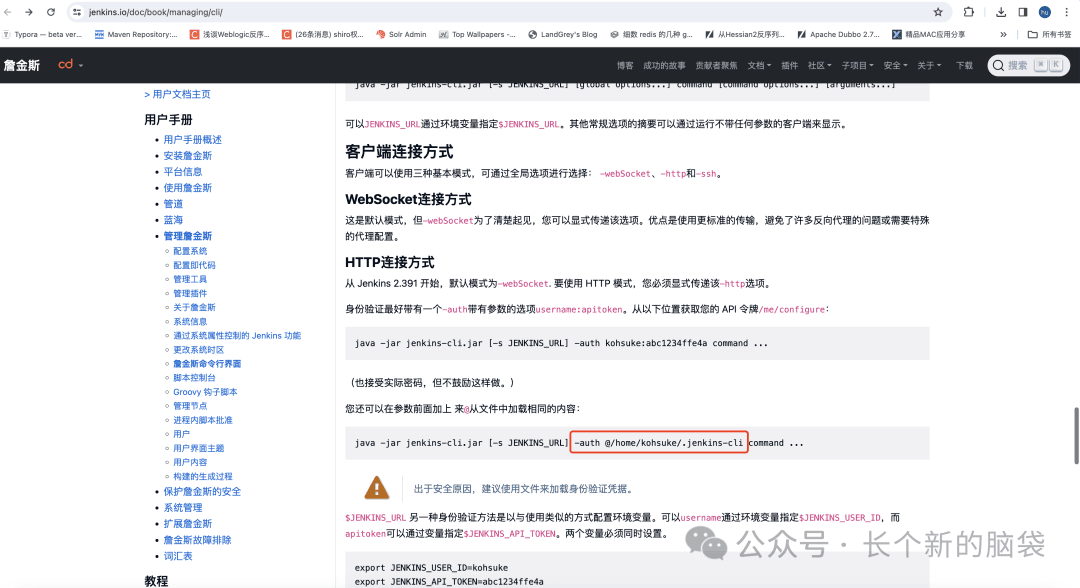 jenkins.io/doc/book/managing/cli/
Typora — beta ver...
Maven Repository:...
浅谈Weblogic反序...
(26条消息) shiro权...
Solr Admin
Top Wallpapers -...
LandGrey's Blog
细数 redis 的几种 g...
从Hessian2反序列...
Apache Dubbo 2.7...
精品MAC应用分享
»
所有书签
詹金斯
cd
博客 成功的故事 贡献者聚焦 文档 插件 社区 子项目 安全 关于 下载
搜索 ⌘ K
> 用户文档主页
用户手册
用户手册概述
安装詹金斯
平台信息
使用詹金斯
管道
蓝海
管理詹金斯
配置系统
配置即代码
管理工具
管理插件
关于詹金斯
系统信息
通过系统属性控制的 Jenkins 功能
更改系统时区
詹金斯命令行界面
脚本控制台
Groovy 钩子脚本
管理节点
进程内脚本批准
用户
用户界面主题
用户内容
构建的生成过程
保护詹金斯的安全
系统管理
扩展詹金斯
詹金斯故障排除
词汇表
教程
java -jar jenkins-cli.jar [-s JENKINS_URL] [global options...] command [command options...] [arguments...]
可以JENKINS_URL通过环境变量指定$JENKINS_URL。其他常规选项的摘要可以通过运行不带任何参数的客户端来显示。
客户端连接方式
客户端可以使用三种基本模式，可通过全局选项进行选择： -webSocket、-http和-ssh。
WebSocket连接方式
这是默认模式，但-webSocket为了清楚起见，您可以显式传递该选项。优点是使用更标准的传输，避免了许多反向代理的问题或需要特殊
的代理配置。
HTTP连接方式
从 Jenkins 2.391 开始，默认模式为-webSocket. 要使用 HTTP 模式，您必须显式传递该-http选项。
身份验证最好带有一个-auth带有参数的选项username:apitoken。从以下位置获取您的 API 令牌/me/configure：
java -jar jenkins-cli.jar [-s JENKINS_URL] -auth kohsuke:abc1234ffe4a command ...
（也接受实际密码，但不鼓励这样做。）
您还可以在参数前面加上 来@从文件中加载相同的内容：
java -jar jenkins-cli.jar [-s JENKINS_URL] -auth @/home/kohsuke/.jenkins-cli command ...
出于安全原因，建议使用文件来加载身份验证凭据。
$JENKINS_URL 另一种身份验证方法是以与使用类似的方式配置环境变量。可以username通过环境变量指定$JENKINS_USER_ID，而
apitoken可以通过变量指定$JENKINS_API_TOKEN。两个变量必须同时设置。
export JENKINS_USER_ID=kohsuke
export JENKINS_API_TOKEN=abc1234ffe4a
公众号 · 长个新的脑袋